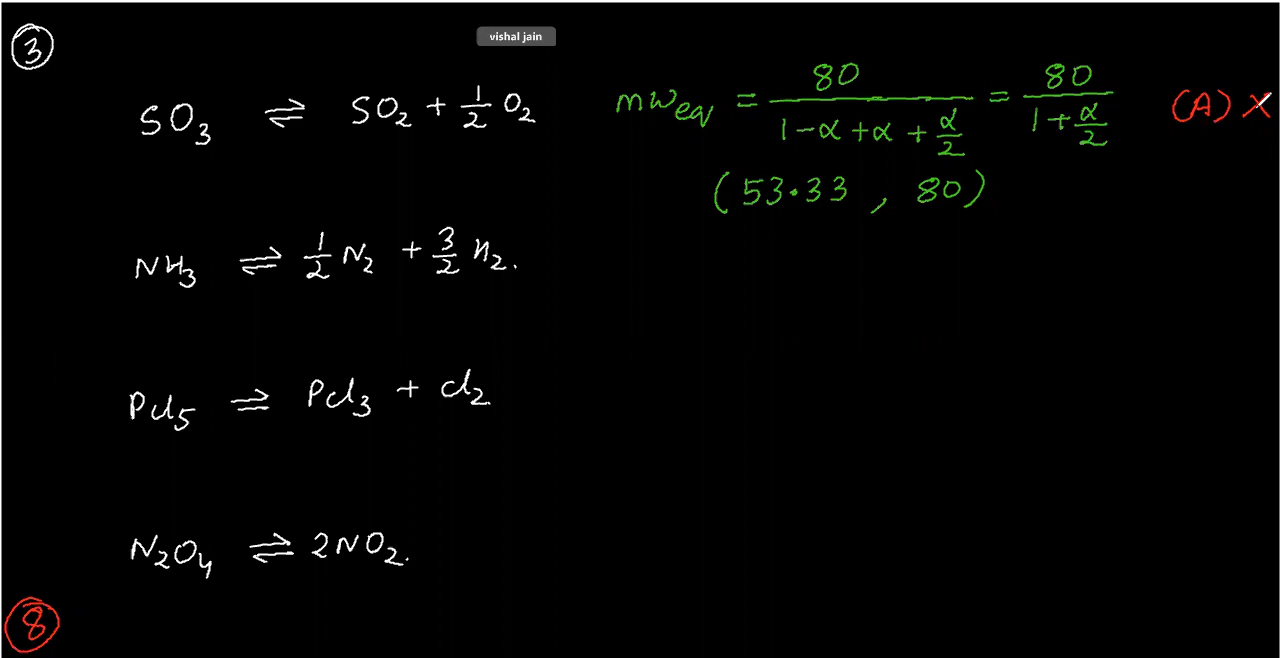 ③
vishal jain
SO₃ ⇌ SO₂ + 1/2 O₂
mw_eq = 80/(1-α+α+α/2) = 80/(1+α/2) (A) X
(53.33 , 80)
NH₃ ⇌ 1/2 N₂ + 3/2 H₂.
Pcl₅ ⇌ Pcl₃ + cl₂
N₂O₄ ⇌ 2NO₂.
⑧